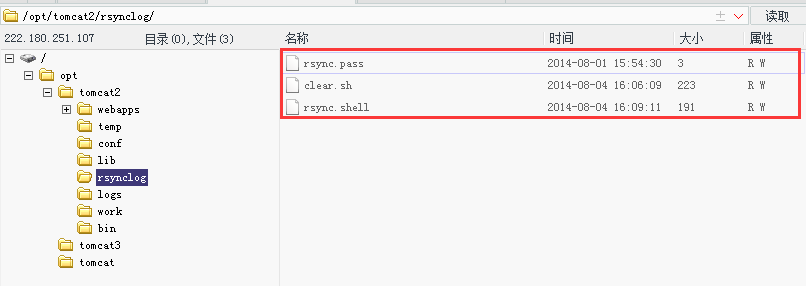 /opt/tomcat2/rsynclog/ 读取
222.180.251.107 目录(0),文件(3) 名称 时间 大小 属性
/
opt
tomcat2
webapps
temp
conf
lib
rsynclog
logs
work
bin
tomcat3
tomcat
rsync.pass 2014-08-01 15:54:30 3 R W
clear.sh 2014-08-04 16:06:09 223 R W
rsync.shell 2014-08-04 16:09:11 191 R W